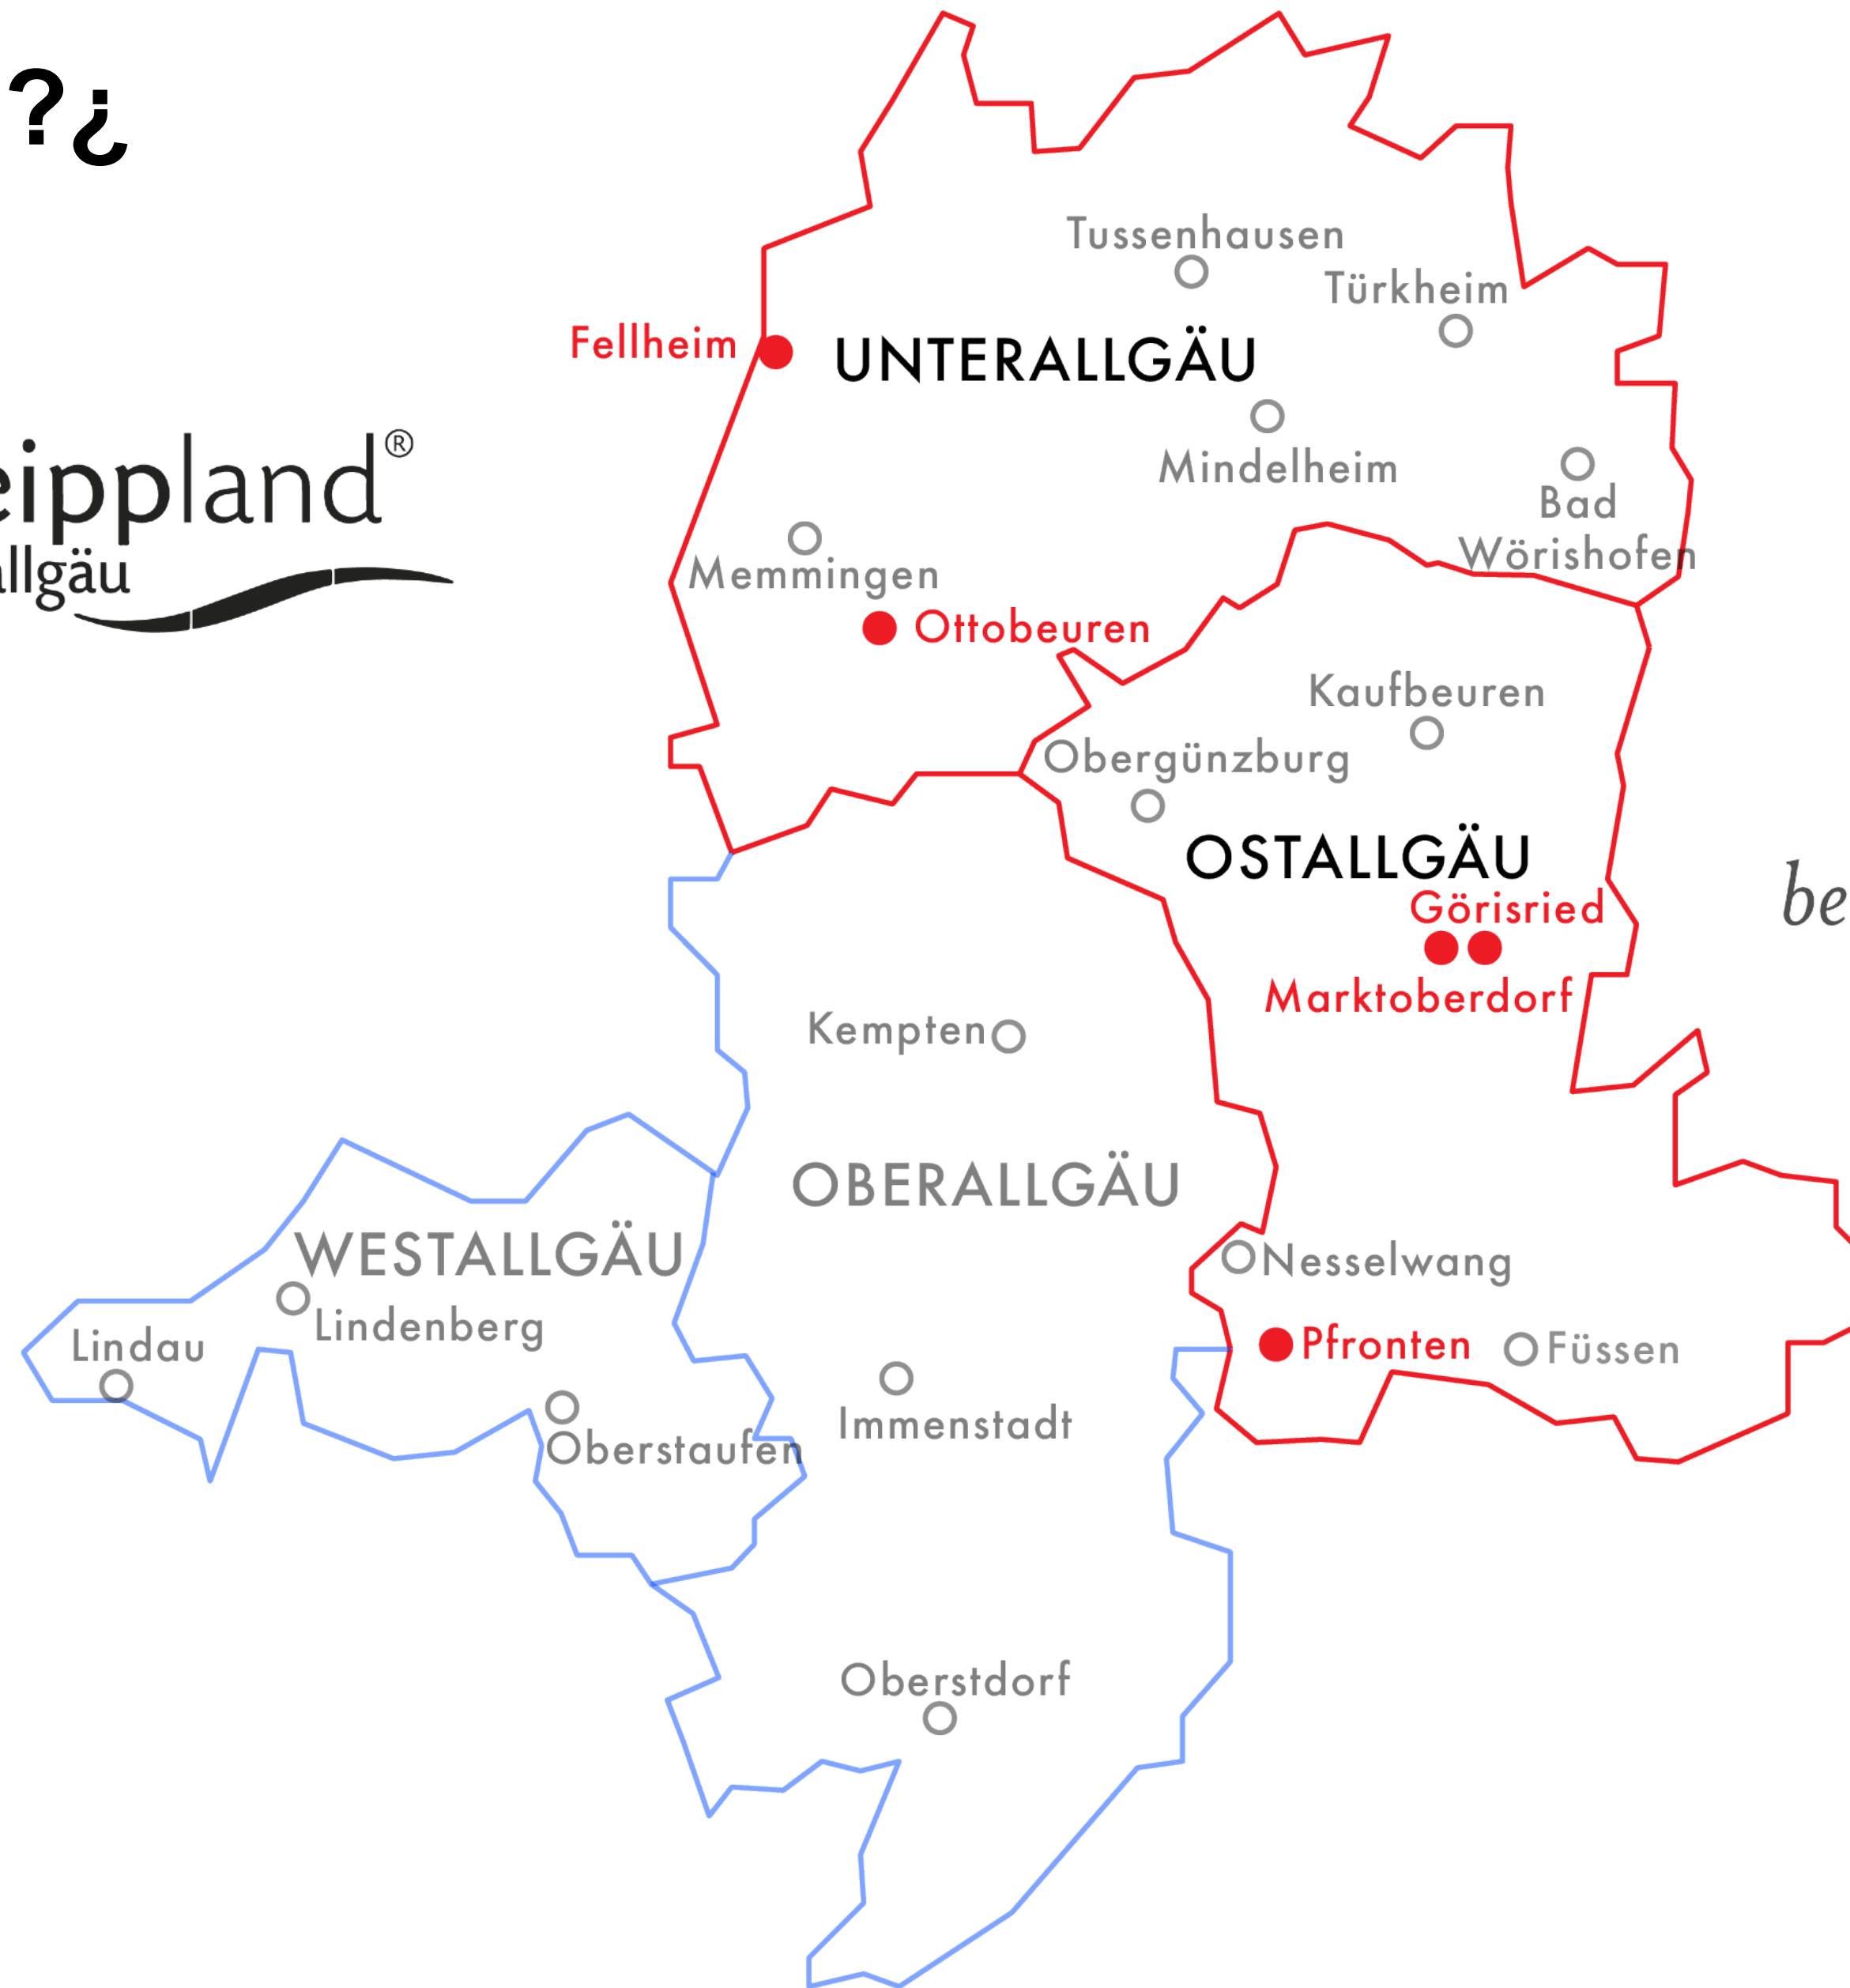 ?¿
Tussenhausen
Türkheim
Fellheim
UNTERALLGÄU
Mindelheim
eippland®
Bad
Wörishofen
allgäu
Memmingen
Ottobeuren
Kaufbeuren
Obergünzburg
OSTALLGÄU
be
Görisried
Marktoberdorf
Kempten
OBERALLGÄU
WESTALLGÄU
Nesselwang
Lindenberg
Lindau
Pfronten
Füssen
Immenstadt
Oberstaufen
Oberstdorf